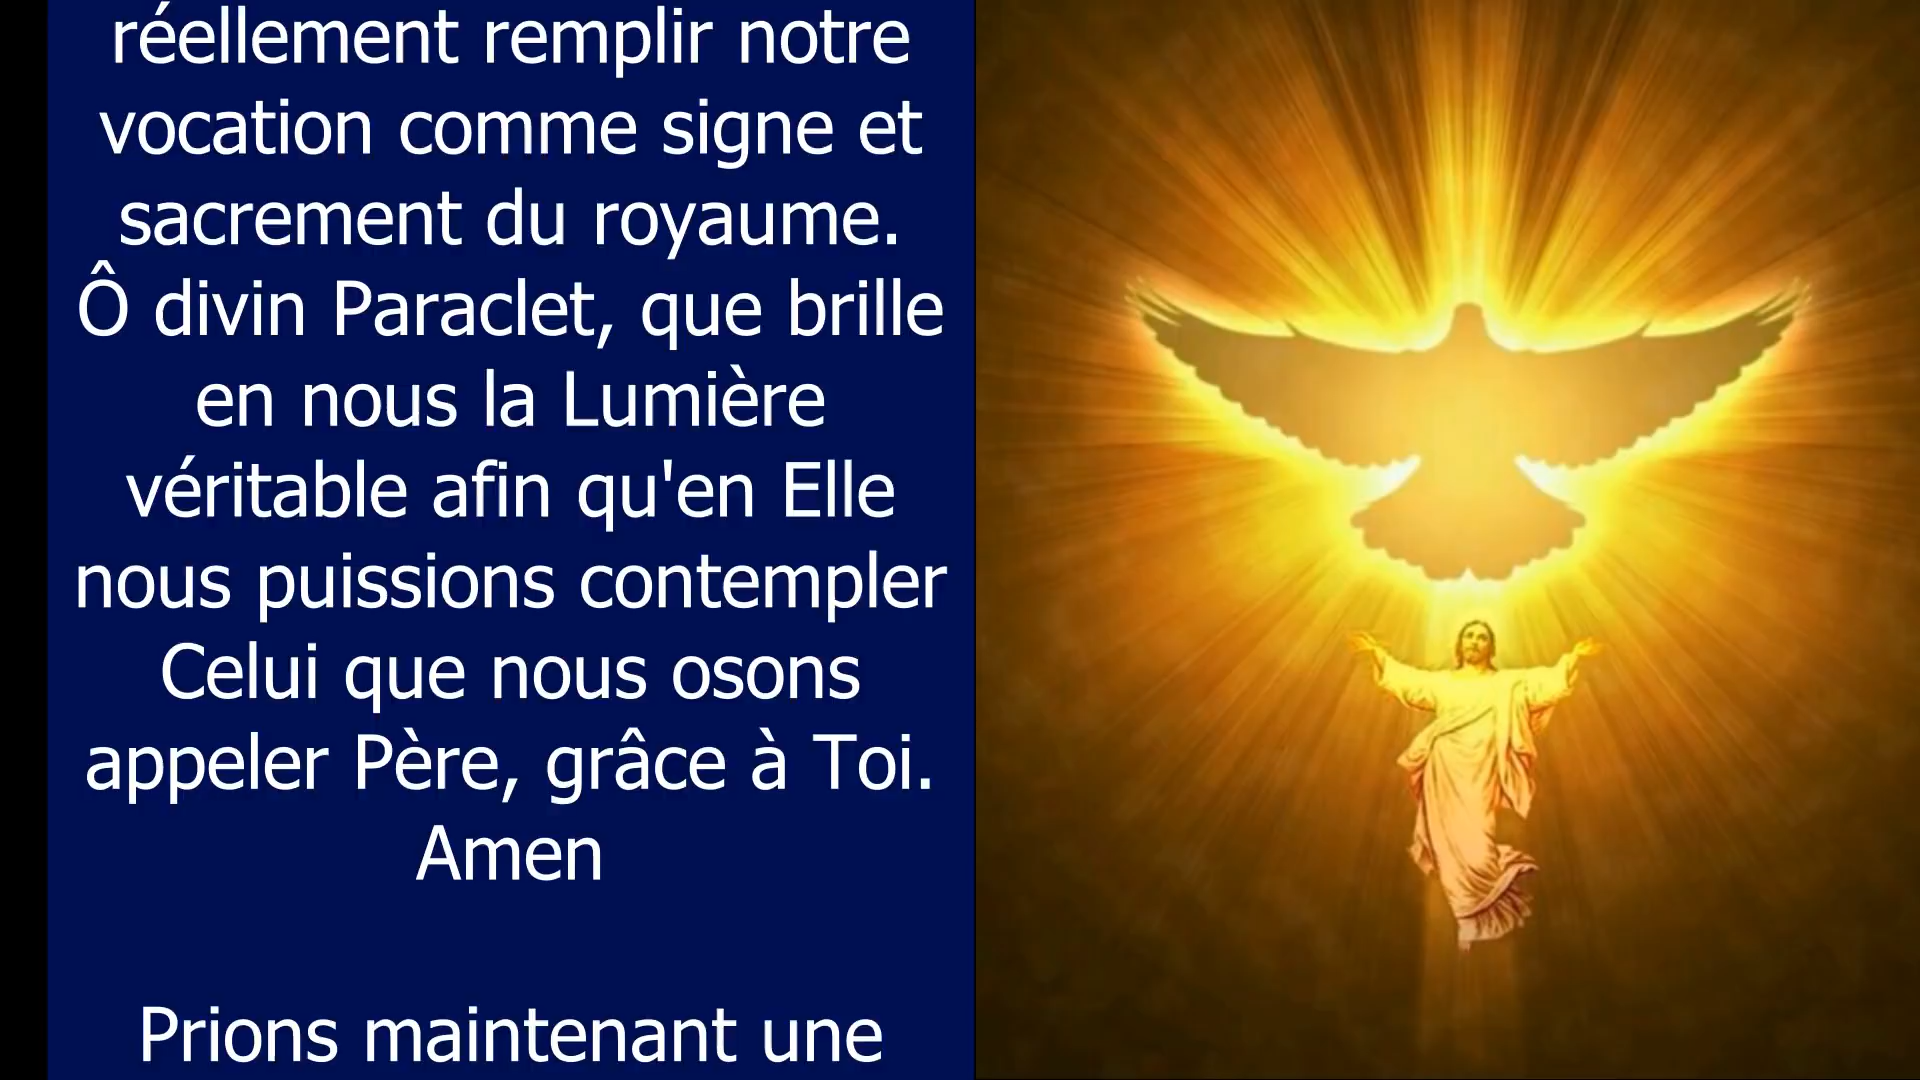 réellement remplir notre
vocation comme signe et
sacrement du royaume.
Ô divin Paraclet, que brille
en nous la Lumière
véritable afin qu'en Elle
nous puissions contempler
Celui que nous osons
appeler Père, grâce à Toi.
Amen
Prions maintenant une